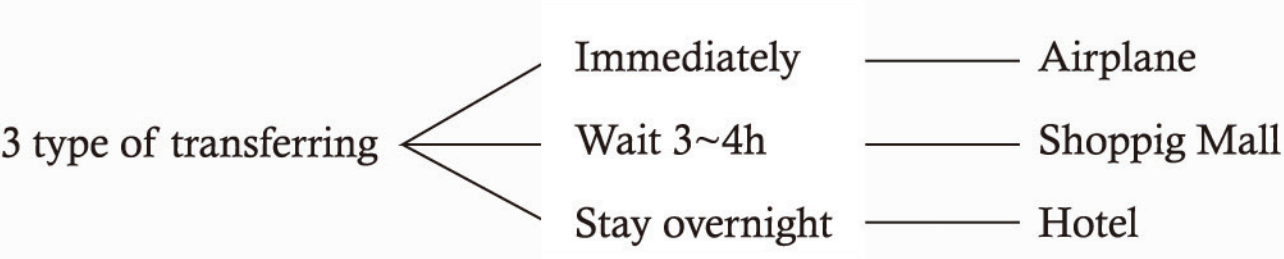 Immediately Airplane
3 type of transferring Wait 3~4h Shoppig Mall
Stay overnight Hotel